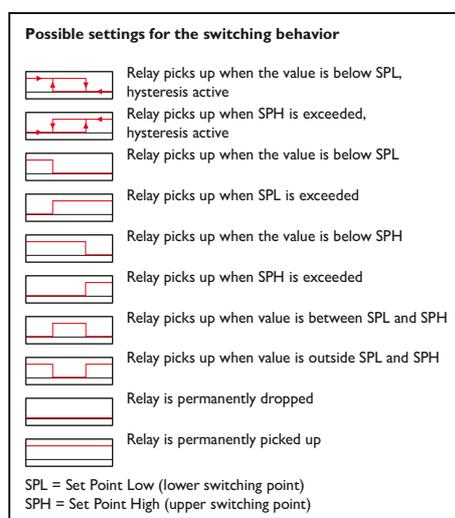 Possible settings for the switching behavior
Relay picks up when the value is below SPL,
hysteresis active
Relay picks up when SPH is exceeded,
hysteresis active
Relay picks up when the value is below SPL
Relay picks up when SPL is exceeded
Relay picks up when the value is below SPH
Relay picks up when SPH is exceeded
Relay picks up when value is between SPL and SPH
Relay picks up when value is outside SPL and SPH
Relay is permanently dropped
Relay is permanently picked up
SPL = Set Point Low (lower switching point)
SPH = Set Point High (upper switching point)